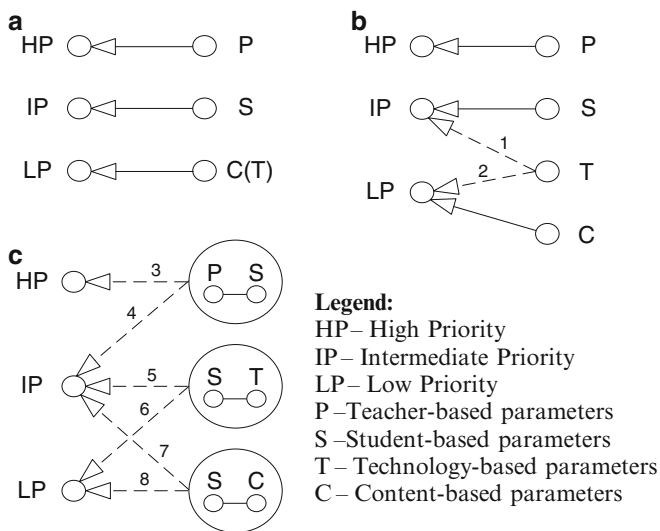 a
HP P
IP S
LP C(T)
b
HP P
IP S
1
2 T
LP
C
c
HP 3 P S
4
IP 5 S T
6
7
LP 8 S C
Legend:
HP – High Priority
IP – Intermediate Priority
LP – Low Priority
P –Teacher-based parameters
S –Student-based parameters
T – Technology-based parameters
C – Content-based parameters